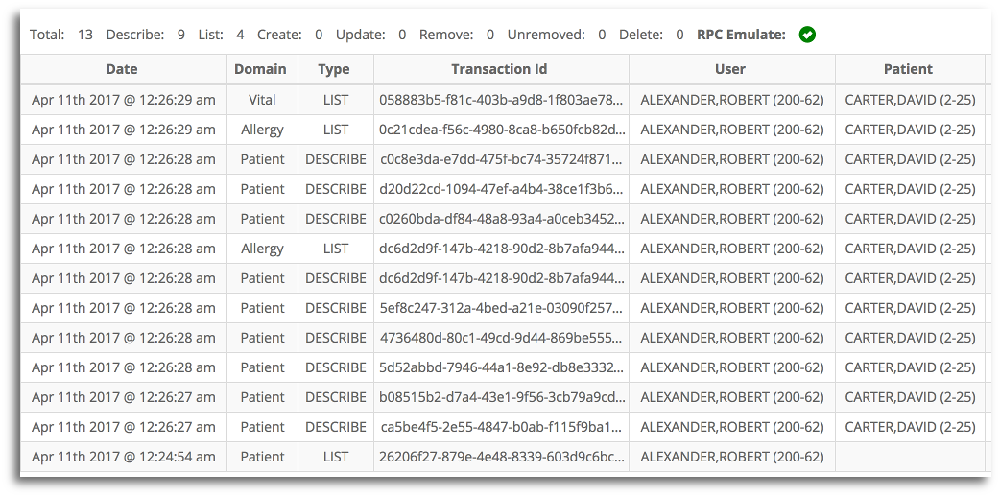 Total: 13 Describe: 9 List: 4 Create: 0 Update: 0 Remove: 0 Unremoved: 0 Delete: 0 RPC Emulate:
Date Domain Type Transaction Id User Patient
Apr 11th 2017 @ 12:26:29 am Vital LIST 058883b5-f81c-403b-a9d8-1f803ae78... ALEXANDER,ROBERT (200-62) CARTER,DAVID (2-25)
Apr 11th 2017 @ 12:26:29 am Allergy LIST 0c21cdea-f56c-4980-8ca8-b650fcb82d... ALEXANDER,ROBERT (200-62) CARTER,DAVID (2-25)
Apr 11th 2017 @ 12:26:28 am Patient DESCRIBE c0c8e3da-e7dd-475f-bc74-35724f871... ALEXANDER,ROBERT (200-62) CARTER,DAVID (2-25)
Apr 11th 2017 @ 12:26:28 am Patient DESCRIBE d20d22cd-1094-47ef-a4b4-38ce1f3b6... ALEXANDER,ROBERT (200-62) CARTER,DAVID (2-25)
Apr 11th 2017 @ 12:26:28 am Patient DESCRIBE c0260bda-df84-48a8-93a4-a0ceb3452... ALEXANDER,ROBERT (200-62) CARTER,DAVID (2-25)
Apr 11th 2017 @ 12:26:28 am Allergy LIST dc6d2d9f-147b-4218-90d2-8b7afa944... ALEXANDER,ROBERT (200-62) CARTER,DAVID (2-25)
Apr 11th 2017 @ 12:26:28 am Patient DESCRIBE dc6d2d9f-147b-4218-90d2-8b7afa944... ALEXANDER,ROBERT (200-62) CARTER,DAVID (2-25)
Apr 11th 2017 @ 12:26:28 am Patient DESCRIBE 5ef8c247-312a-4bed-a21e-03090f257... ALEXANDER,ROBERT (200-62) CARTER,DAVID (2-25)
Apr 11th 2017 @ 12:26:28 am Patient DESCRIBE 4736480d-80c1-49cd-9d44-869be555... ALEXANDER,ROBERT (200-62) CARTER,DAVID (2-25)
Apr 11th 2017 @ 12:26:28 am Patient DESCRIBE 5d52abbd-7946-44a1-8e92-db8e3332... ALEXANDER,ROBERT (200-62) CARTER,DAVID (2-25)
Apr 11th 2017 @ 12:26:27 am Patient DESCRIBE b08515b2-d7a4-43e1-9f56-3cb79a9cd... ALEXANDER,ROBERT (200-62) CARTER,DAVID (2-25)
Apr 11th 2017 @ 12:26:27 am Patient DESCRIBE ca5be4f5-2e55-4847-b0ab-f115f9ba1... ALEXANDER,ROBERT (200-62) CARTER,DAVID (2-25)
Apr 11th 2017 @ 12:24:54 am Patient LIST 26206f27-879e-4e48-8339-603d9c6bc... ALEXANDER,ROBERT (200-62)